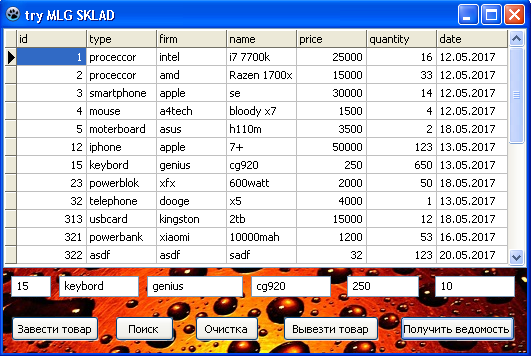 try MLG SKLAD
id type firm name price quantity date
1 proceccor intel i7 7700k 25000 16 12.05.2017
2 proceccor amd Razen 1700x 15000 33 12.05.2017
3 smartphone apple se 30000 14 12.05.2017
4 mouse a4tech bloody x7 1500 4 12.05.2017
5 moterboard asus h110m 3500 2 18.05.2017
12 iphone apple 7+ 50000 123 13.05.2017
15 keybord genius cg920 250 650 13.05.2017
23 powerblok xfx 600watt 2000 50 18.05.2017
32 telephone dooge x5 4000 1 13.05.2017
313 usbcard kingston 2tb 15000 12 18.05.2017
321 powerbank xiaomi 10000mah 1200 53 16.05.2017
322 asdf asdf sadf 32 123 20.05.2017
15 keybord genius cg920 250 10
Завести товар Поиск Очистка Вывезти товар Получить ведомость